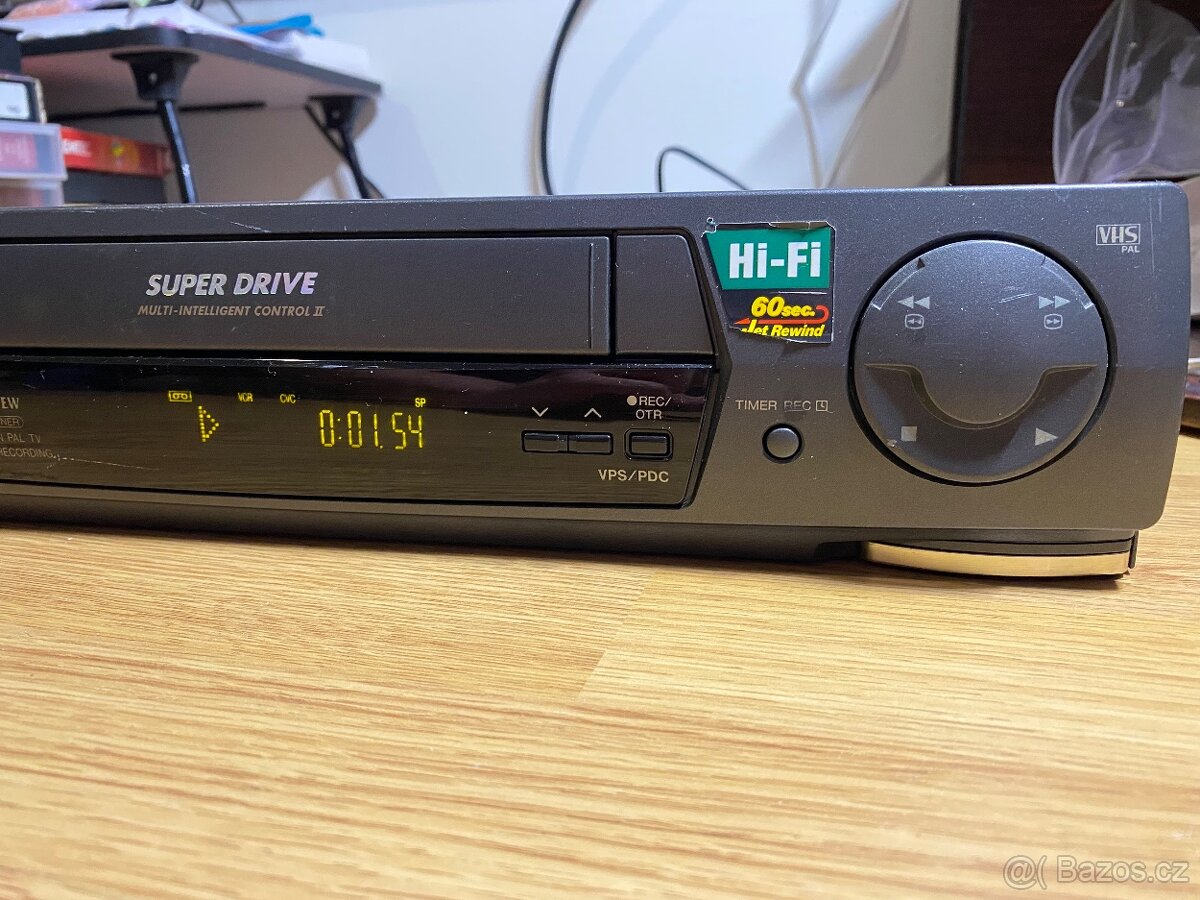 SUPER DRIVE
MULTI-INTELLIGENT CONTROL II
Hi-Fi
60sec.
Jet Rewind
VHS
PAL
VCR CVC SP
0:01.54
PAL TV
RECORDING
REC/
OTR
VPS/PDC
TIMER REC
@( Bazos.cz